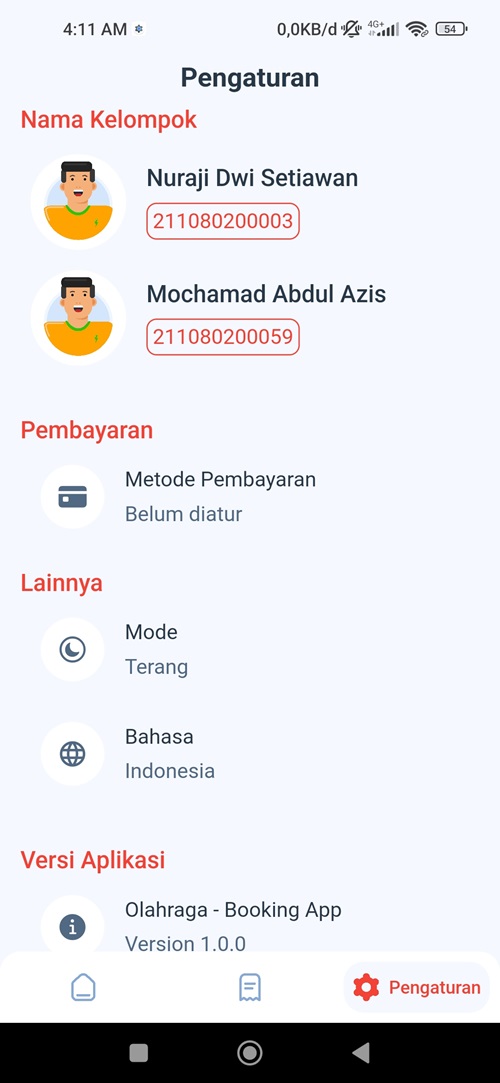 4:11 AM
0,0KB/d 4G+ 54
Pengaturan
Nama Kelompok
Nuraji Dwi Setiawan
211080200003
Mochamad Abdul Azis
211080200059
Pembayaran
Metode Pembayaran
Belum diatur
Lainnya
Mode
Terang
Bahasa
Indonesia
Versi Aplikasi
Olahraga - Booking App
Version 1.0.0
Pengaturan